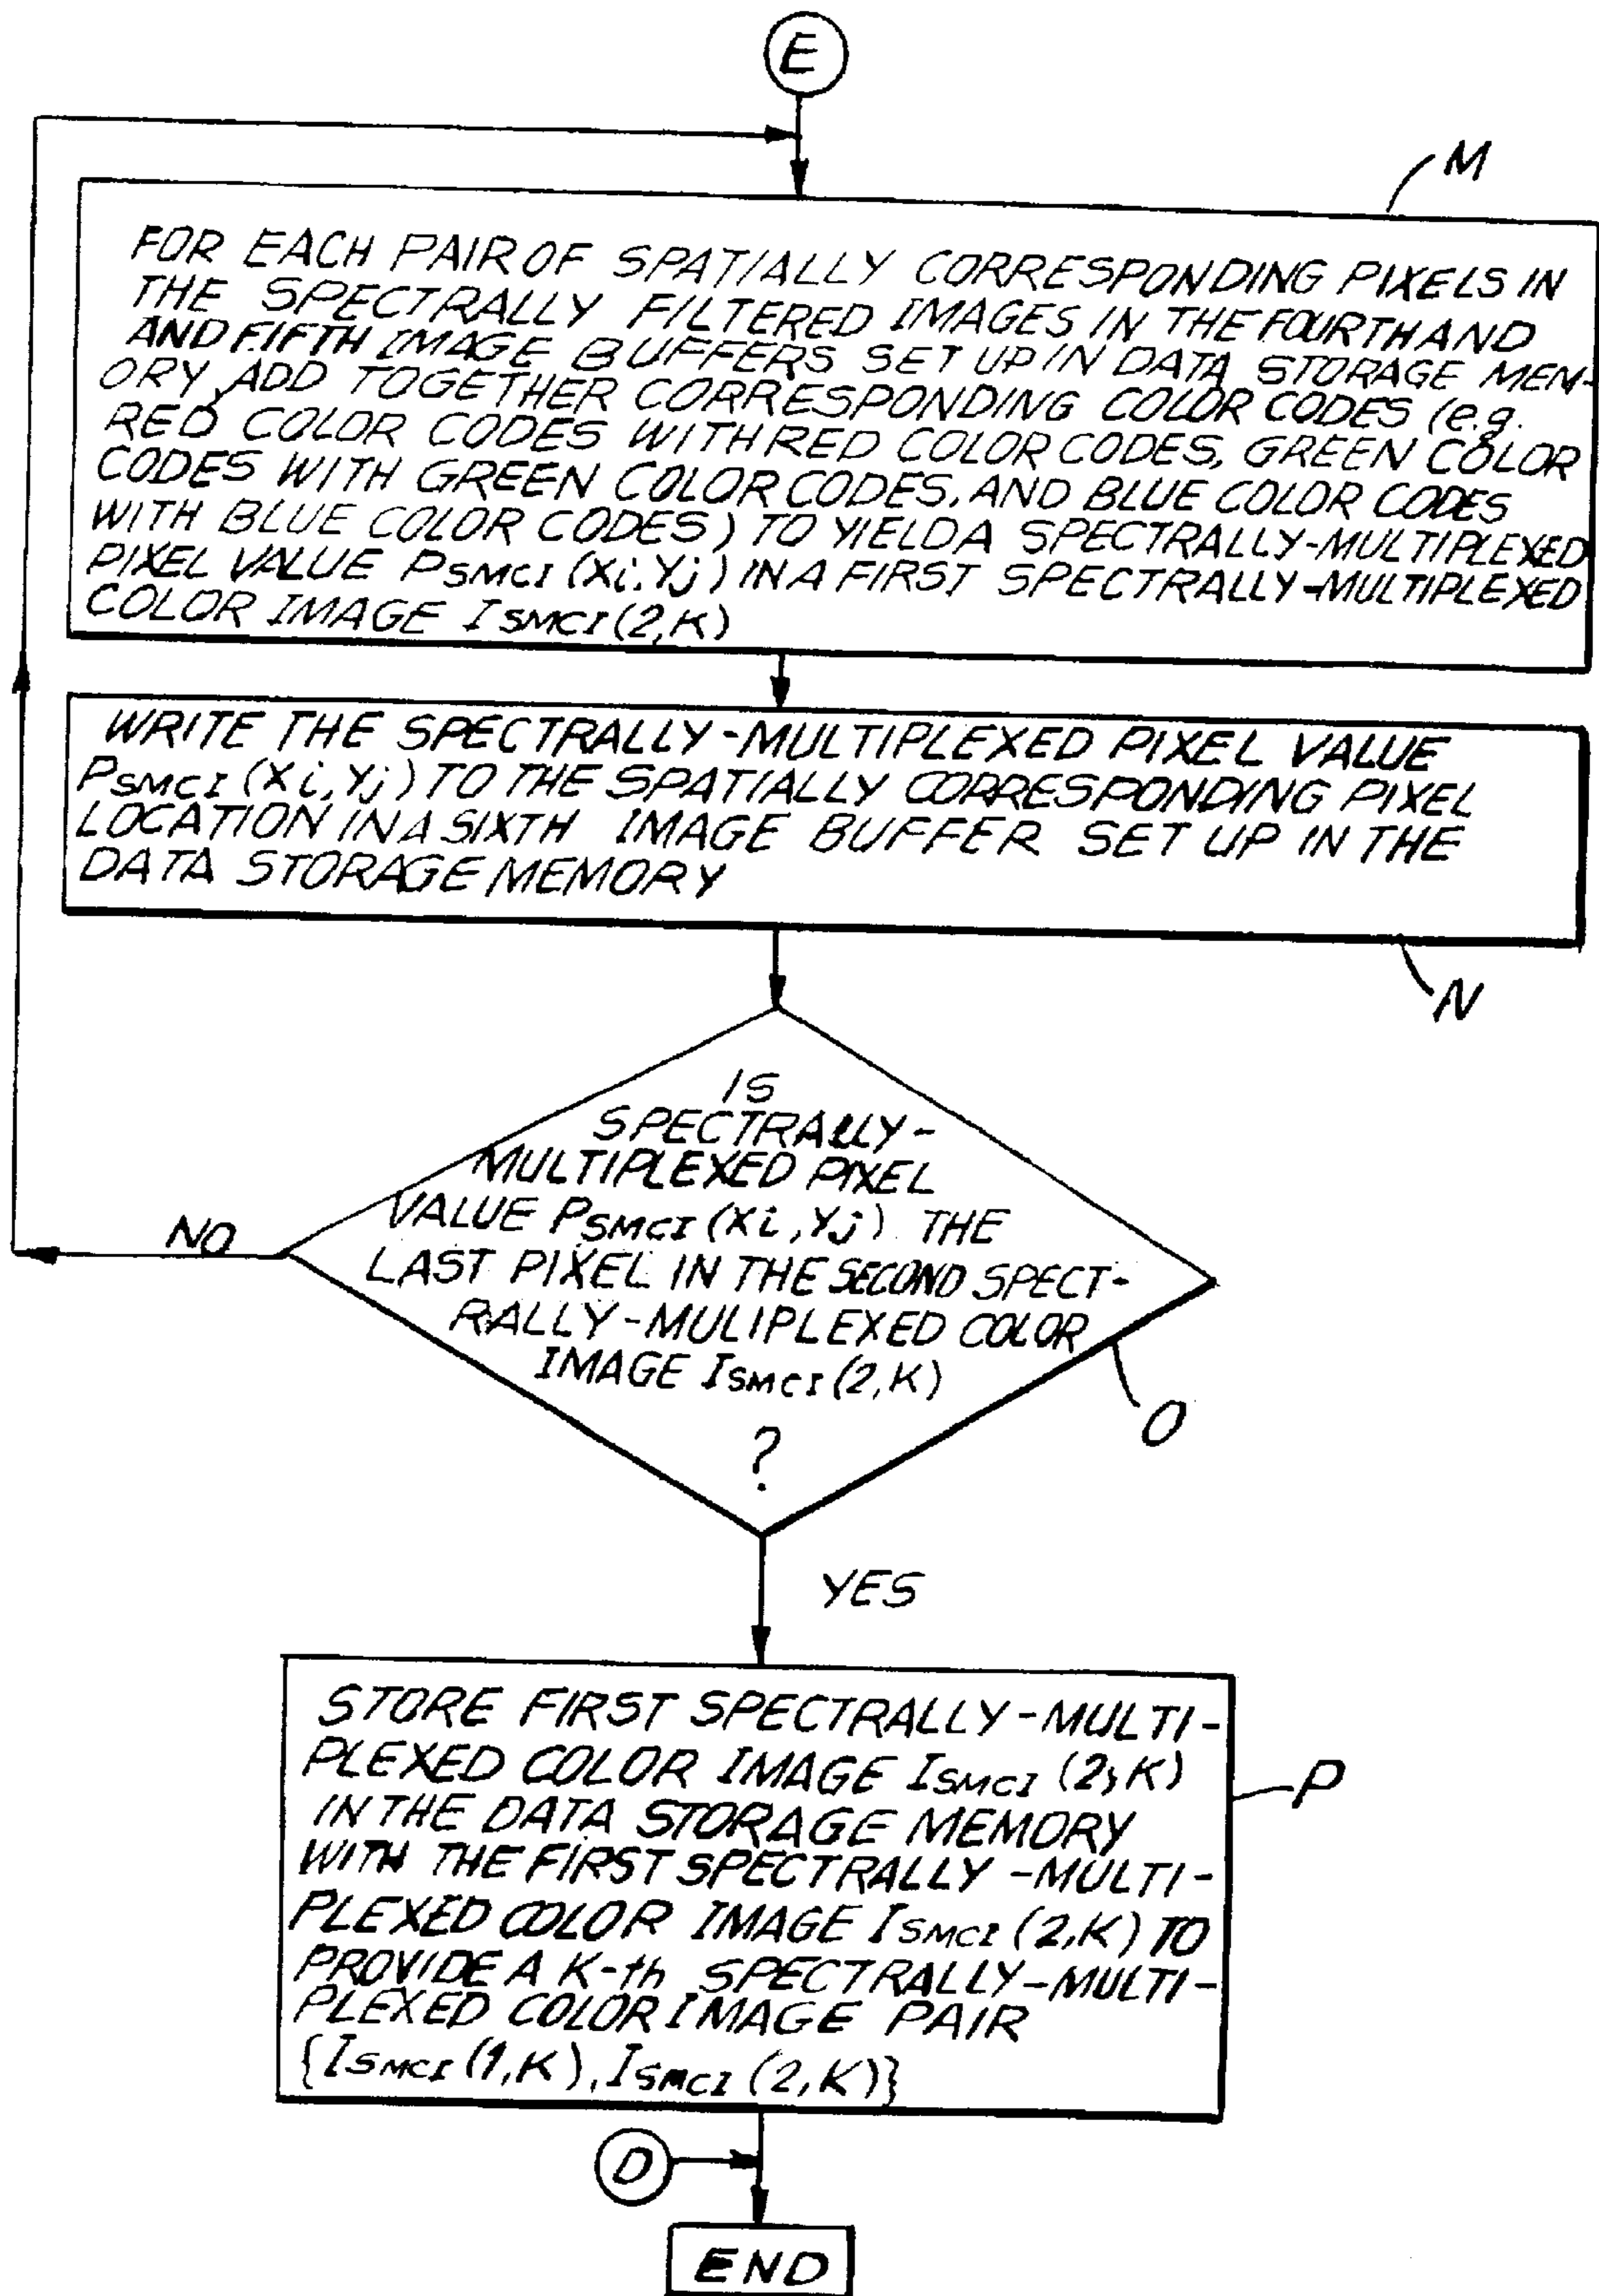 E
M
FOR EACH PAIR OF SPATIALLY CORRESPONDING PIXELS IN
THE SPECTRALLY FILTERED IMAGES IN THE FOURTH AND
AND FIFTH IMAGE BUFFERS SET UP IN DATA STORAGE MEM-
ORY, ADD TOGETHER CORRESPONDING COLOR CODES (e.g.
RED COLOR CODES WITH RED COLOR CODES, GREEN COLOR
CODES WITH GREEN COLOR CODES, AND BLUE COLOR CODES
WITH BLUE COLOR CODES) TO YIELD A SPECTRALLY-MULTIPLEXED
PIXEL VALUE PSMCI (Xi,Yj) IN A FIRST SPECTRALLY-MULTIPLEXED
COLOR IMAGE ISMCI (2,K)
WRITE THE SPECTRALLY-MULTIPLEXED PIXEL VALUE
PSMCI (Xi,Yj) TO THE SPATIALLY CORRESPONDING PIXEL
LOCATION IN A SIXTH IMAGE BUFFER SET UP IN THE
DATA STORAGE MEMORY
N
IS
SPECTRALLY-
MULTIPLEXED PIXEL
VALUE PSMCI (Xi,Yj) THE
LAST PIXEL IN THE SECOND SPECT-
RALLY-MULIPLEXED COLOR
IMAGE ISMCI (2,K)
?
NO
O
YES
STORE FIRST SPECTRALLY-MULTI-
PLEXED COLOR IMAGE ISMCI (2,K)
IN THE DATA STORAGE MEMORY
WITH THE FIRST SPECTRALLY-MULTI-
PLEXED COLOR IMAGE ISMCI (2,K) TO
PROVIDE A K-th SPECTRALLY-MULTI-
PLEXED COLOR IMAGE PAIR
{ISMCI (1,K), ISMCI (2,K)}
P
D
END